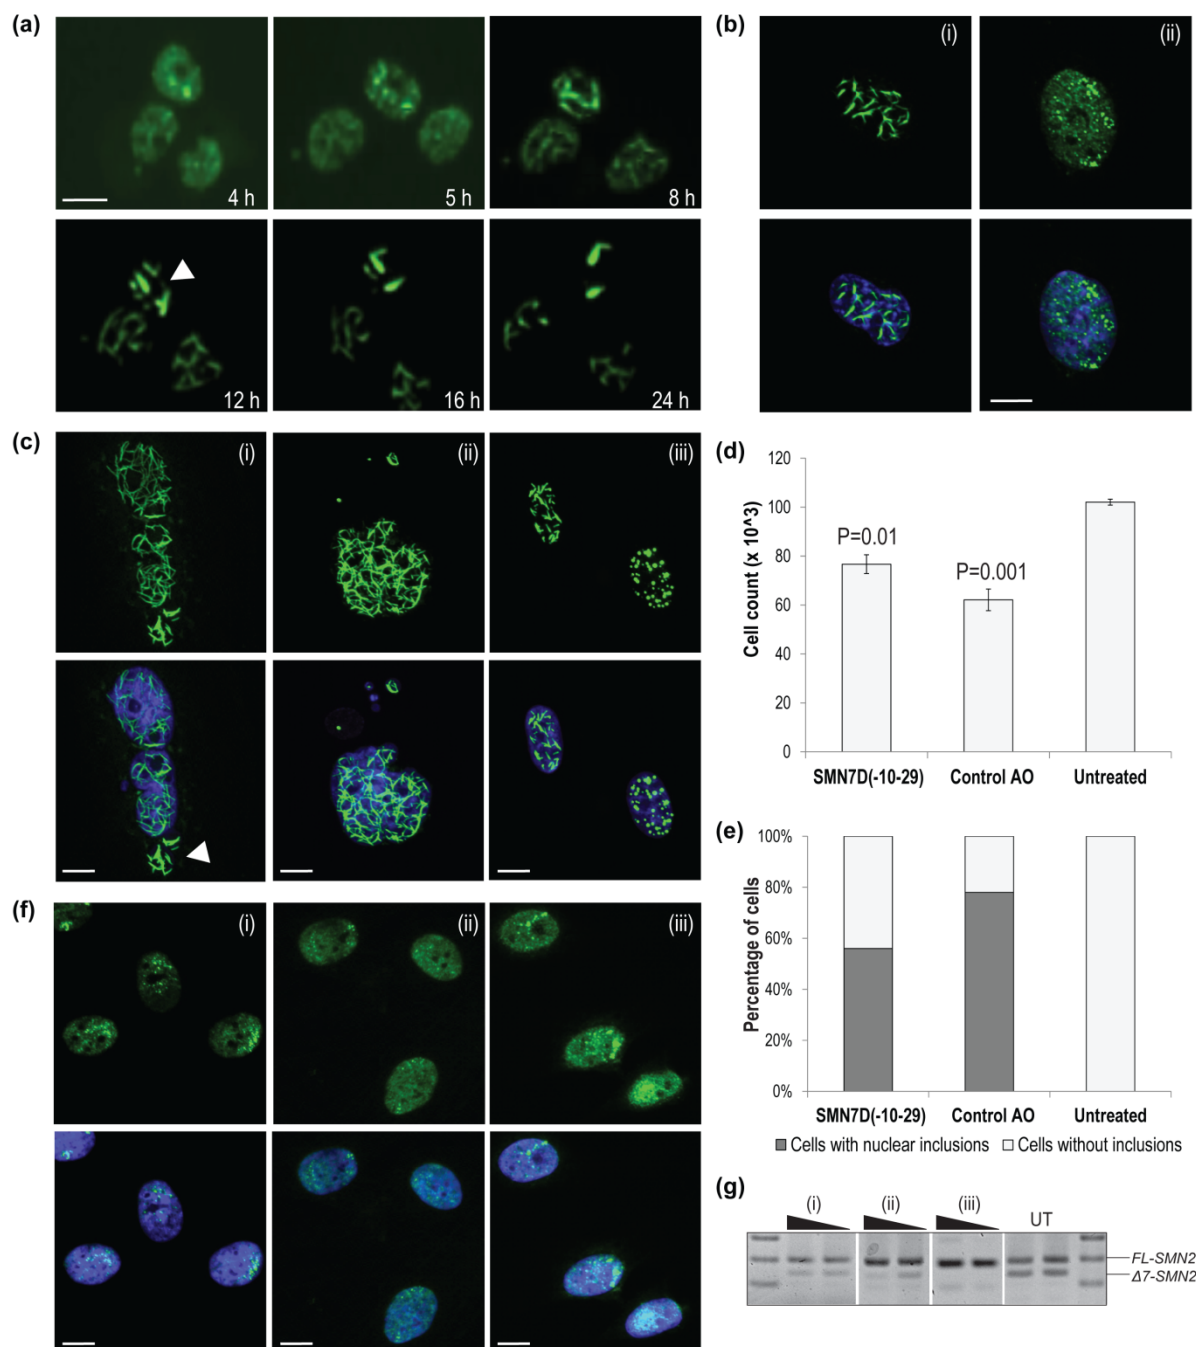 (a)
4 h
5 h
8 h
12 h
16 h
24 h
(b)
(i)
(ii)
(c)
(i)
(ii)
(iii)
(d)
120
100
80
60
40
20
0
Cell count (x 10^3)
P=0.01
P=0.001
SMN7D(-10-29)
Control AO
Untreated
(e)
100%
80%
60%
40%
20%
0%
Percentage of cells
SMN7D(-10-29)
Control AO
Untreated
Cells with nuclear inclusions
Cells without inclusions
(f)
(i)
(ii)
(iii)
(g)
(i)
(ii)
(iii)
UT
FL-SMN2
Δ7-SMN2